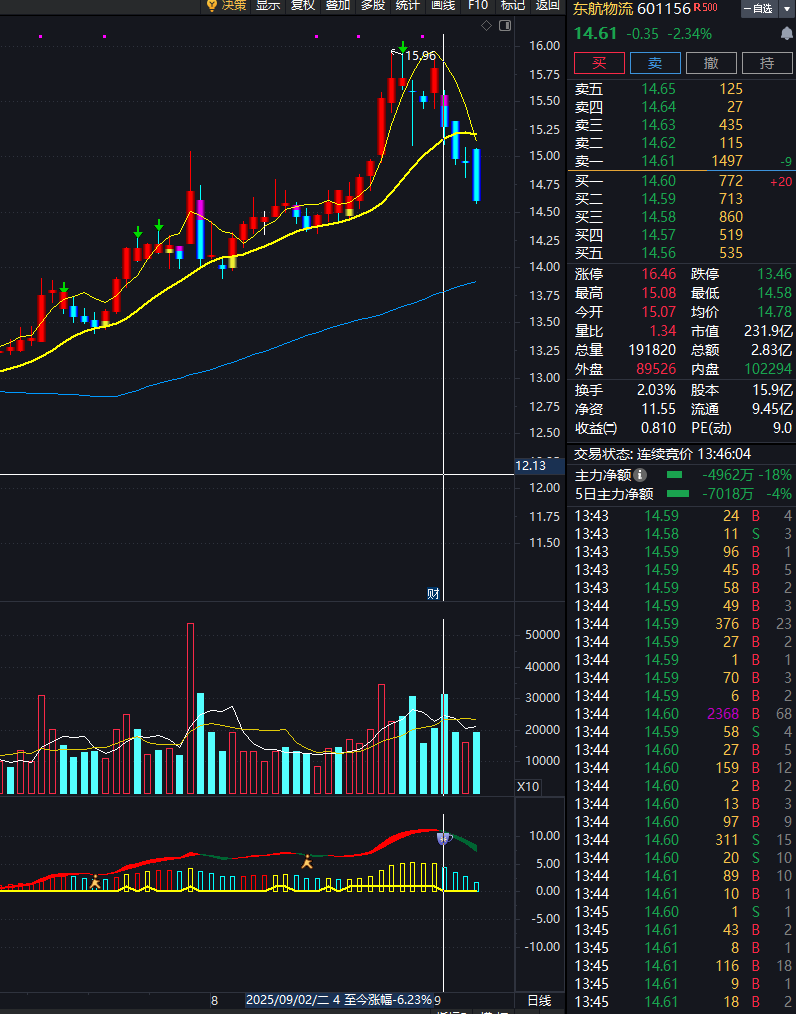 决策 显示 复权 叠加 多股 统计 画线 F10 标记 返回
15.96
16.00
15.75
15.50
15.25
15.00
14.75
14.50
14.25
14.00
13.75
13.50
13.25
13.00
12.75
12.50
12.13
12.00
11.75
11.50
财
50000
40000
30000
20000
10000
X10
10.00
5.00
0.00
-5.00
-10.00
8 2025/09/02/二 4 至今涨幅-6.23% 9 日线
东航物流 601156 R 500 自选
14.61 -0.35 -2.34%
买 卖 撤 持
卖五 14.65 125
卖四 14.64 27
卖三 14.63 435
卖二 14.62 115
卖一 14.61 1497 -9
买一 14.60 772 +20
买二 14.59 713
买三 14.58 860
买四 14.57 519
买五 14.56 535
涨停 16.46 跌停 13.46
最高 15.08 最低 14.58
今开 15.07 均价 14.78
量比 1.34 市值 231.9亿
总量 191820 总额 2.83亿
外盘 89526 内盘 102294
换手 2.03% 股本 15.9亿
净资 11.55 流通 9.45亿
收益㈡ 0.810 PE(动) 9.0
交易状态: 连续竞价 13:46:04
主力净额 -4962万 -18%
5日主力净额 -7018万 -4%
13:43 14.59 24 B 4
13:43 14.58 11 S 3
13:43 14.59 96 B 1
13:43 14.59 45 B 5
13:43 14.59 58 B 2
13:44 14.59 49 B 3
13:44 14.59 376 B 23
13:44 14.59 27 B 2
13:44 14.59 1 B 1
13:44 14.59 70 B 3
13:44 14.59 6 B 2
13:44 14.60 2368 B 68
13:44 14.59 58 S 4
13:44 14.60 27 B 5
13:44 14.60 159 B 12
13:44 14.60 2 B 2
13:44 14.60 13 B 3
13:44 14.60 97 B 9
13:44 14.60 311 S 15
13:44 14.60 20 S 10
13:44 14.61 89 B 10
13:44 14.61 10 B 1
13:45 14.60 1 S 1
13:45 14.61 43 B 2
13:45 14.61 8 B 1
13:45 14.61 116 B 18
13:45 14.61 9 B 1
13:45 14.61 18 B 2